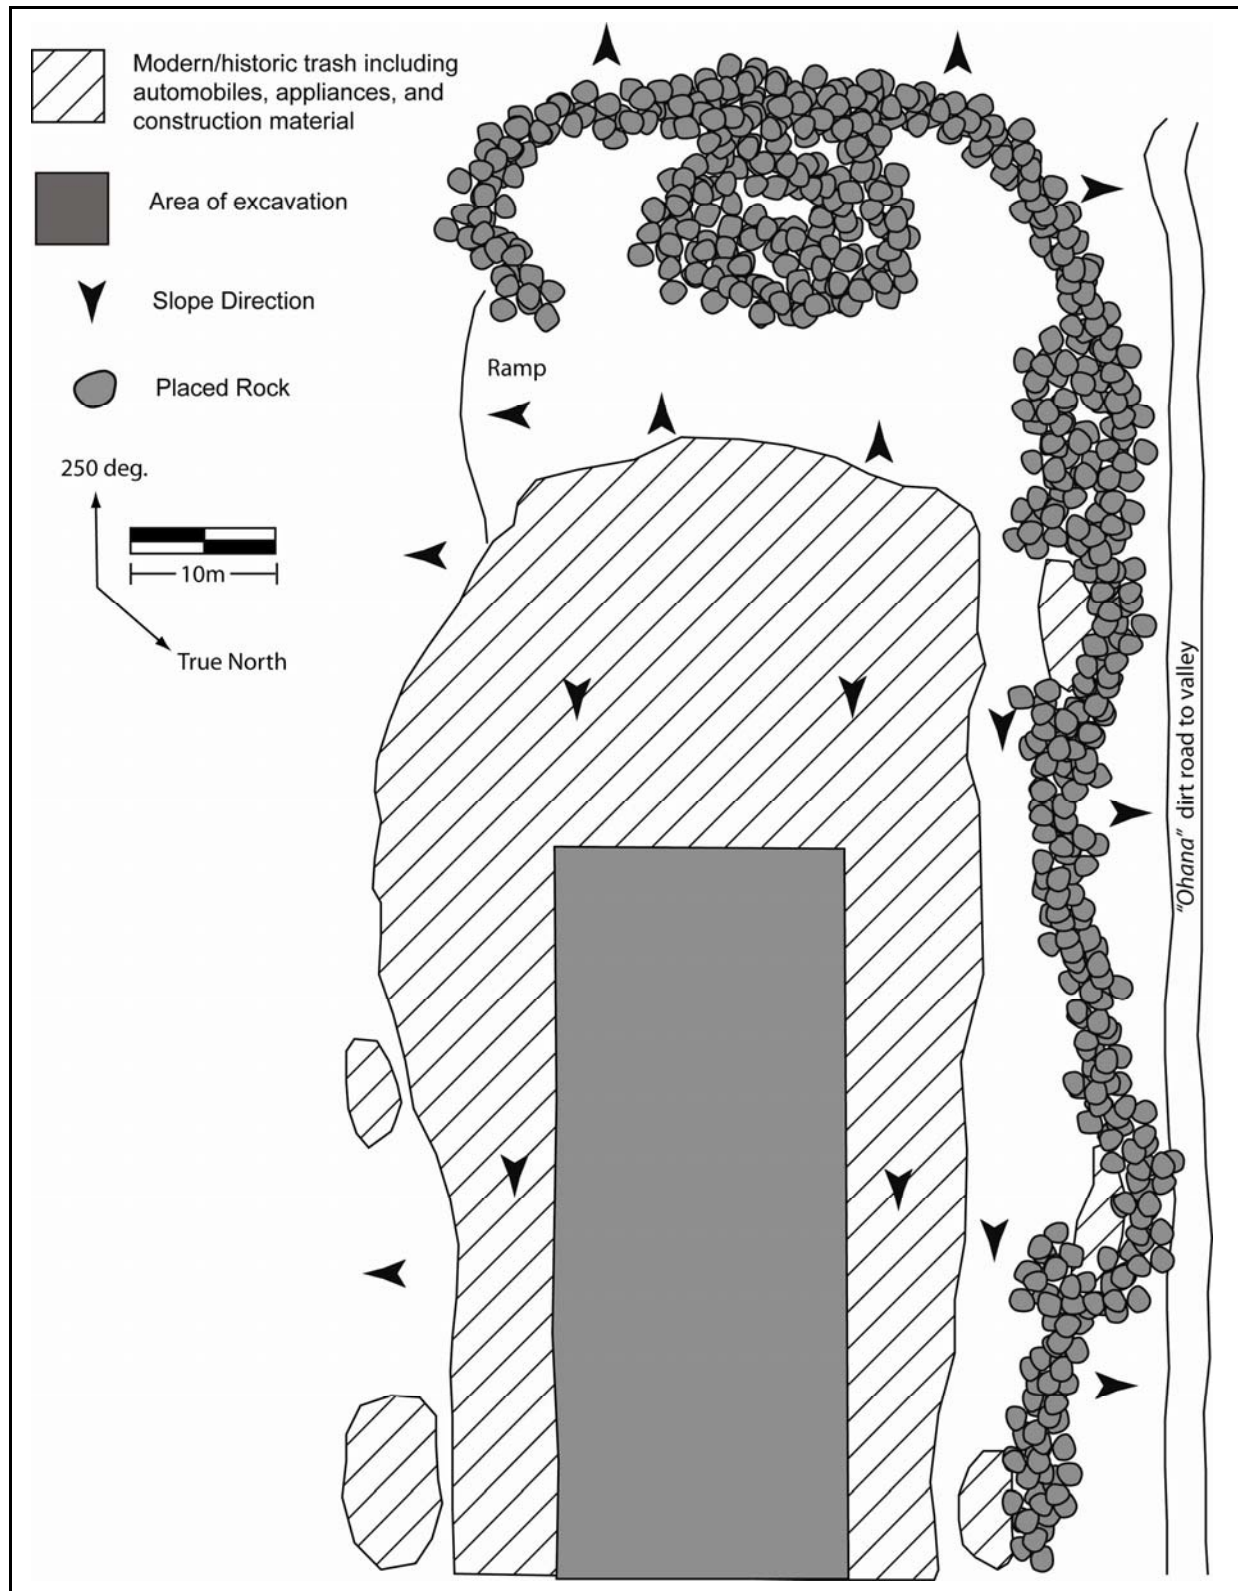 Modern/historic trash including
automobiles, appliances, and
construction material
Area of excavation
Slope Direction
Placed Rock
250 deg.
10m
True North
Ramp
"Ohana" dirt road to valley